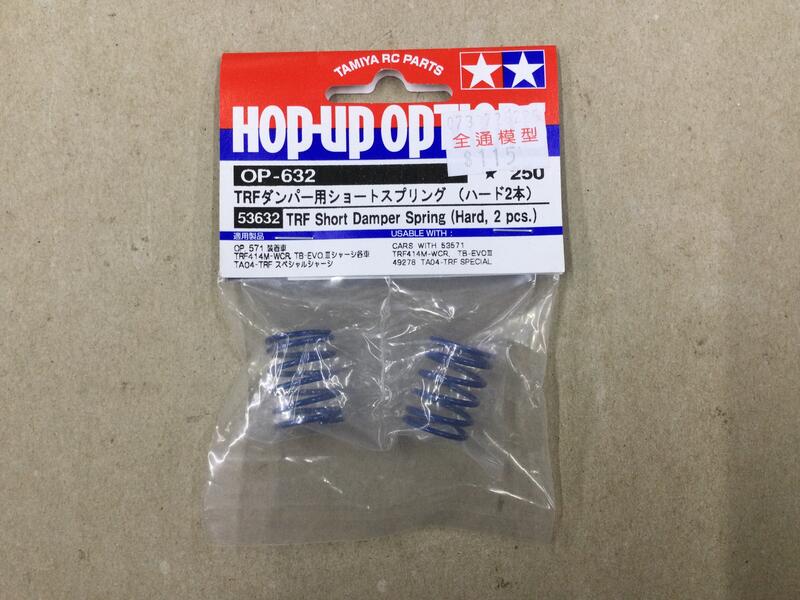 TAMIYA RC PARTS
HOP-UP OPTIONS
全通模型
$115
OP-632
★ 250
TRFダンパー用ショートスプリング (ハード2本)
53632 TRF Short Damper Spring (Hard, 2 pcs.)
適用製品
OP.571 装着車
TRF414M-WCR, TB-EVO.Ⅲシャーシ各車
TA04-TRF スペシャルシャーシ
USABLE WITH :
CARS WITH 53571
TRF414M-WCR, TB-EVOⅢ
49278 TA04-TRF SPECIAL